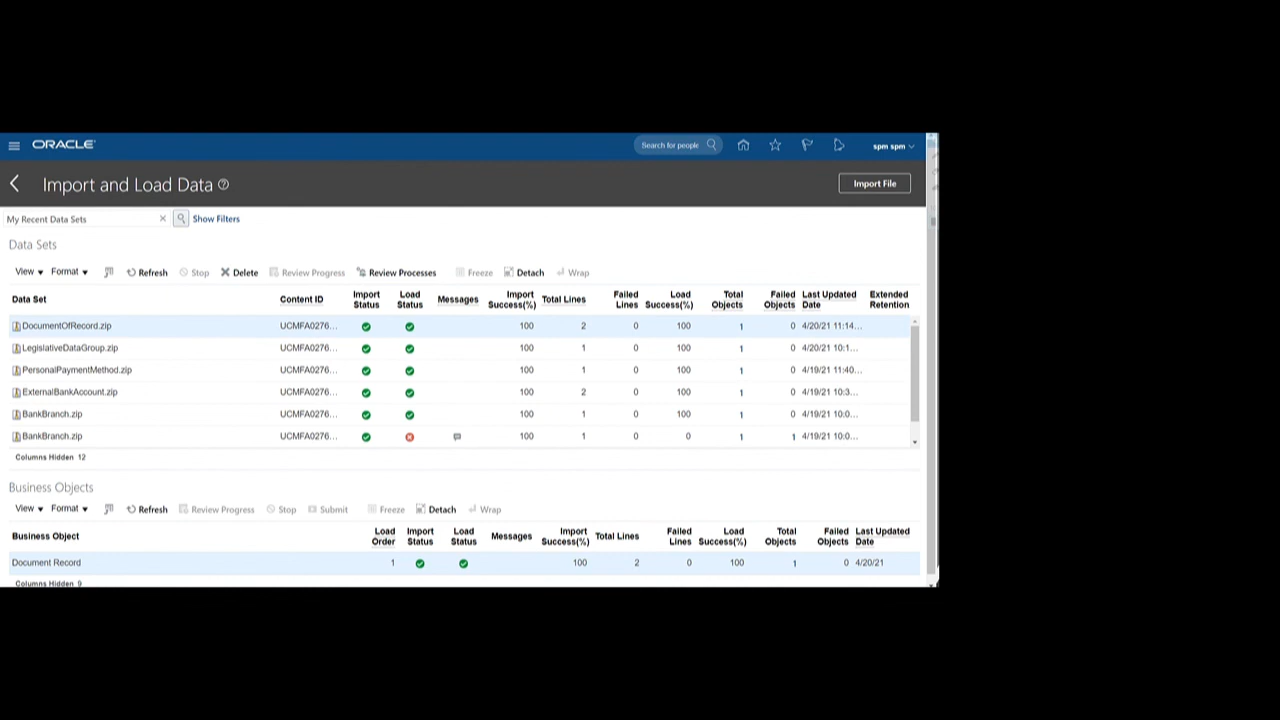 ORACLE
Search for people
spm spm
Import and Load Data
Import File
My Recent Data Sets
Show Filters
Data Sets
View Format Refresh Stop Delete Review Progress Review Processes Freeze Detach Wrap
Data Set Content ID Import Status Load Status Messages Import Success(%) Total Lines Failed Lines Load Success(%) Total Objects Failed Objects Last Updated Date Extended Retention
DocumentOfRecord.zip UCMFA0276... 100 2 0 100 1 0 4/20/21 11:14...
LegislativeDataGroup.zip UCMFA0276... 100 1 0 100 1 0 4/20/21 10:1...
PersonalPaymentMethod.zip UCMFA0276... 100 1 0 100 1 0 4/19/21 11:40...
ExternalBankAccount.zip UCMFA0276... 100 2 0 100 1 0 4/19/21 10:3...
BankBranch.zip UCMFA0276... 100 1 0 100 1 0 4/19/21 10:0...
BankBranch.zip UCMFA0276... 100 1 0 0 1 1 4/19/21 10:0...
Columns Hidden 12
Business Objects
View Format Refresh Review Progress Stop Submit Freeze Detach Wrap
Business Object Load Order Import Status Load Status Messages Import Success(%) Total Lines Failed Lines Load Success(%) Total Objects Failed Objects Last Updated Date
Document Record 1 100 2 0 100 1 0 4/20/21
Columns Hidden 9